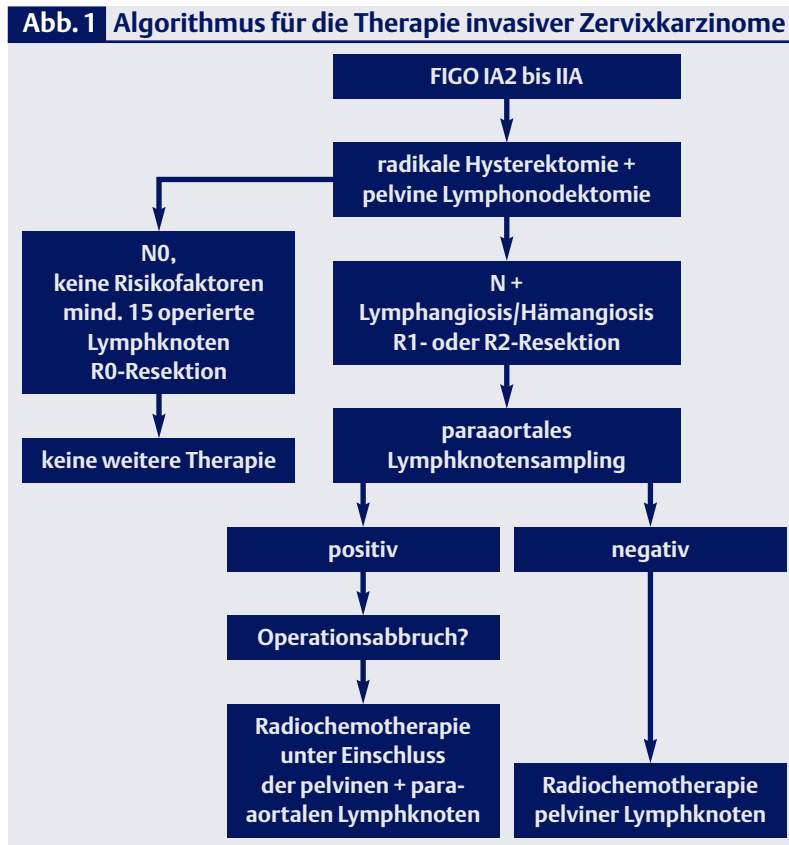 Abb. 1 Algorithmus für die Therapie invasiver Zervixkarzinome
FIGO IA2 bis IIA
radikale Hysterektomie +
pelvine Lymphonodektomie
N0,
keine Risikofaktoren
mind. 15 operierte
Lymphknoten
R0-Resektion
N +
Lymphangiosis/Hämangiosis
R1- oder R2-Resektion
keine weitere Therapie
paraaortales
Lymphknotensampling
positiv
negativ
Operationsabbruch?
Radiochemotherapie
unter Einschluss
der pelvinen + para-
aortalen Lymphknoten
Radiochemotherapie
pelviner Lymphknoten